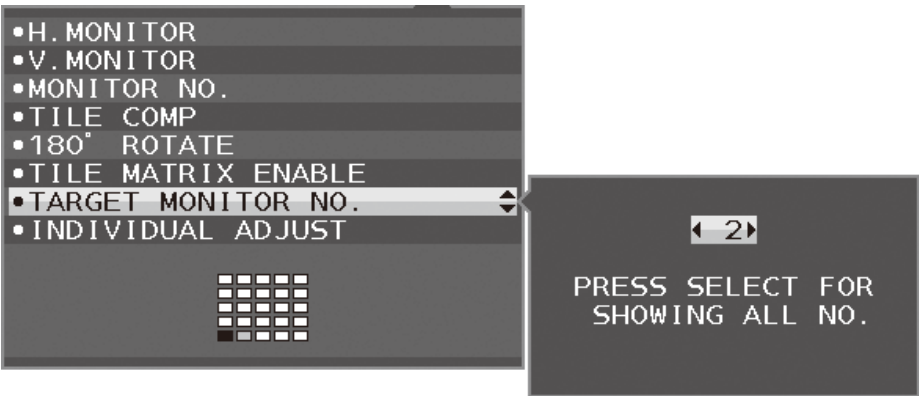 •H.MONITOR
•V.MONITOR
•MONITOR NO.
•TILE COMP
•180° ROTATE
•TILE MATRIX ENABLE
•TARGET MONITOR NO.
•INDIVIDUAL ADJUST
2
PRESS SELECT FOR
SHOWING ALL NO.